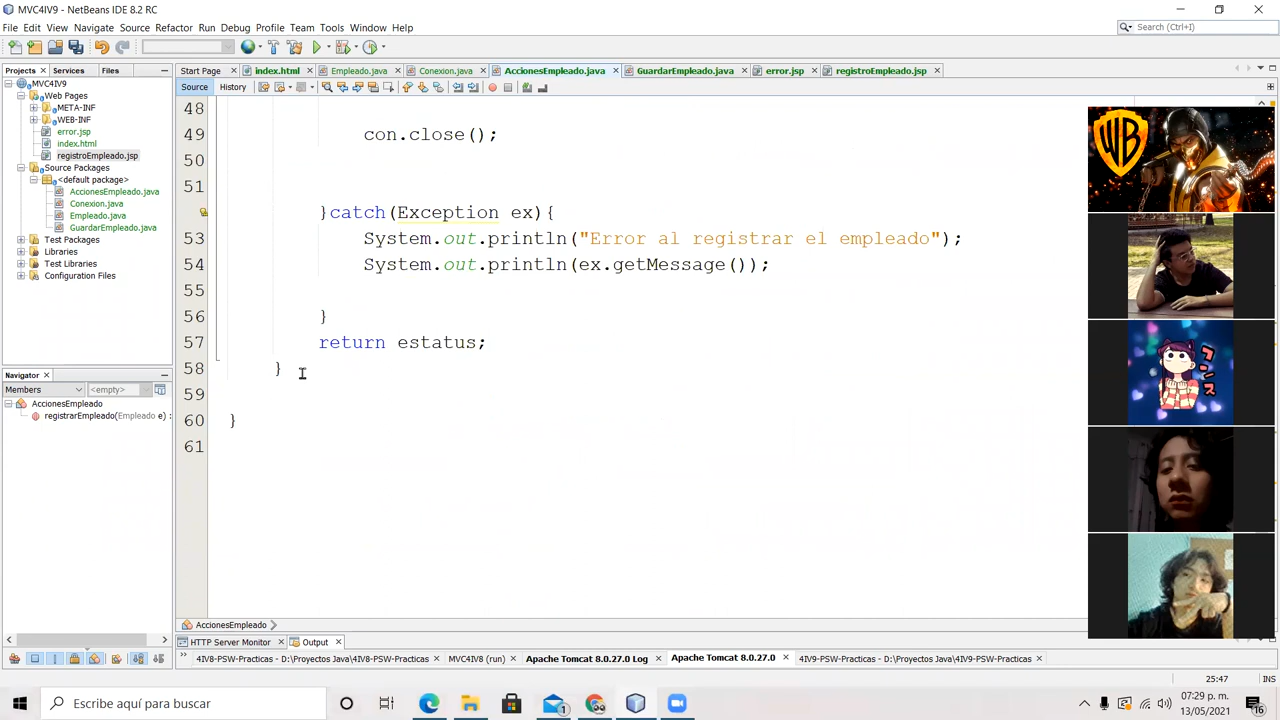 MVC4IV9 - NetBeans IDE 8.2 RC
File Edit View Navigate Source Refactor Run Debug Profile Team Tools Window Help
Search (Ctrl+I)
Projects Services Files
Start Page index.html Empleado.java Conexion.java AccionesEmpleado.java GuardarEmpleado.java error.jsp registroEmpleado.jsp
Source History
MVC4IV9
Web Pages
META-INF
WEB-INF
error.jsp
index.html
registroEmpleado.jsp
Source Packages
<default package>
AccionesEmpleado.java
Conexion.java
Empleado.java
GuardarEmpleado.java
Test Packages
Libraries
Test Libraries
Configuration Files
Navigator
Members <empty>
AccionesEmpleado
registrarEmpleado(Empleado e) :
48
49 con.close();
50
51
}catch(Exception ex){
53 System.out.println("Error al registrar el empleado");
54 System.out.println(ex.getMessage());
55
56 }
57 return estatus;
58 }
59
60 }
61
WB
コンス
AccionesEmpleado
HTTP Server Monitor Output
4IV8-PSW-Practicas - D:\Proyectos Java\4IV8-PSW-Practicas MVC4IV8 (run) Apache Tomcat 8.0.27.0 Log Apache Tomcat 8.0.27.0 4IV9-PSW-Practicas - D:\Proyectos Java\4IV9-PSW-Practicas
25:47 INS
Escribe aquí para buscar
1
07:29 p. m.
13/05/2021
16